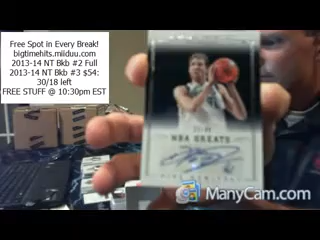 Free Spot in Every Break!
bigtimehits.miiduu.com
2013-14 NT Bkb #2 Full
2013-14 NT Bkb #3 $54:
30/18 left
FREE STUFF @ 10:30pm EST
NBA GREATS
ManyCam.com